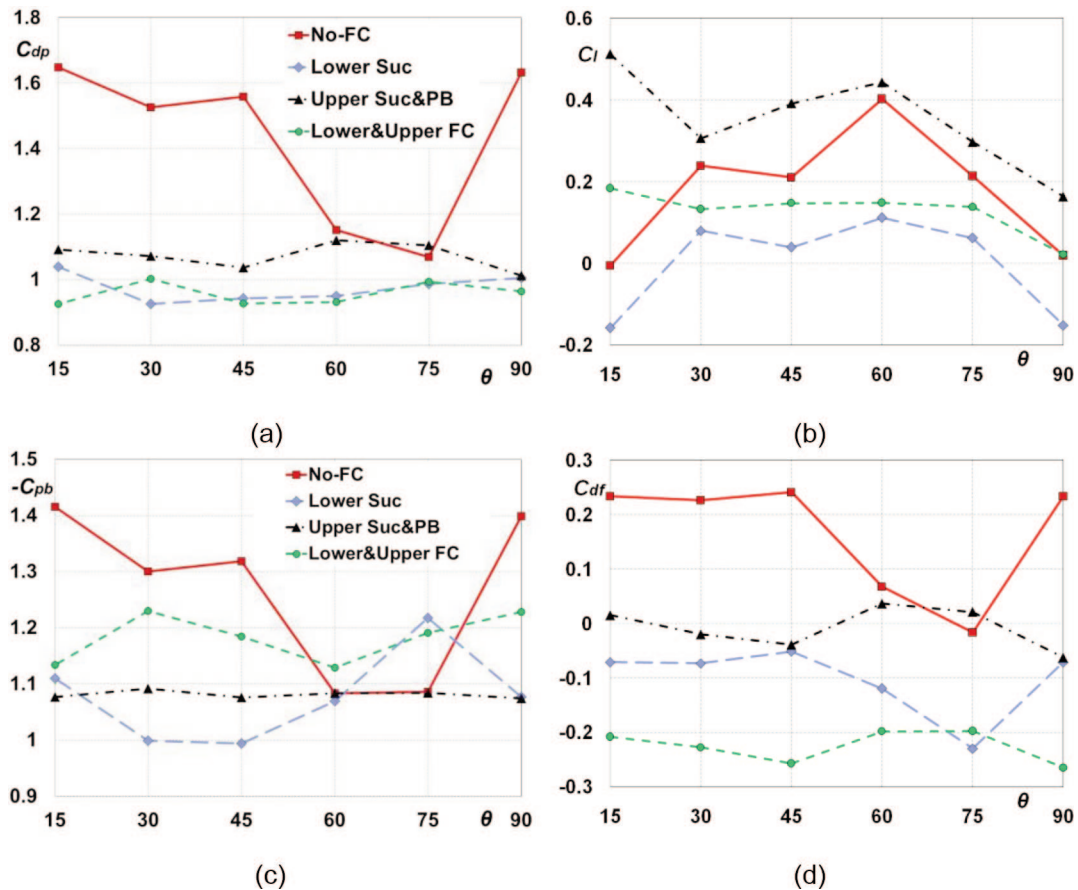 1.8
Cdp
1.6
1.4
1.2
1
0.8
15 30 45 60 75 θ 90
No-FC
Lower Suc
Upper Suc&PB
Lower&Upper FC
(a)
0.6
Cl
0.4
0.2
0
-0.2
15 30 45 60 75 θ 90
(b)
1.5
-Cpb
1.4
1.3
1.2
1.1
1
0.9
15 30 45 60 75 θ 90
No-FC
Lower Suc
Upper Suc&PB
Lower&Upper FC
(c)
0.3
Cdf
0.2
0.1
0
-0.1
-0.2
-0.3
15 30 45 60 75 θ 90
(d)